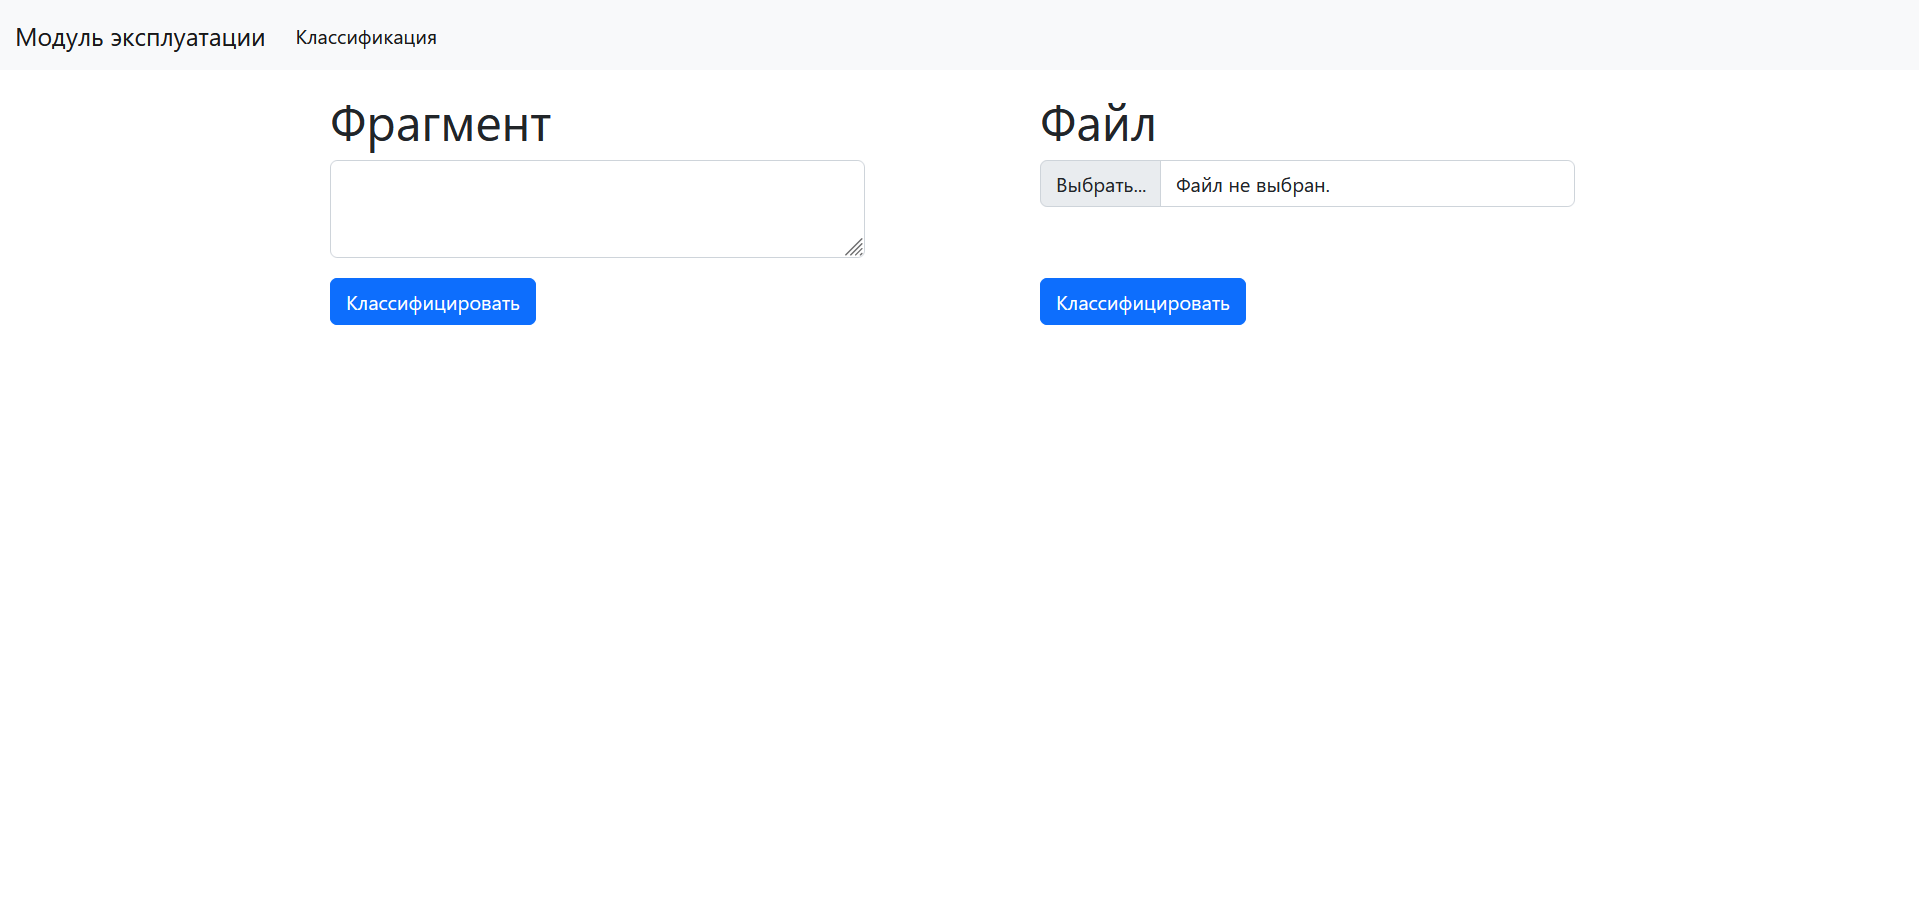 Модуль эксплуатации Классификация
Фрагмент
Классифицировать
Файл
Выбрать... Файл не выбран.
Классифицировать